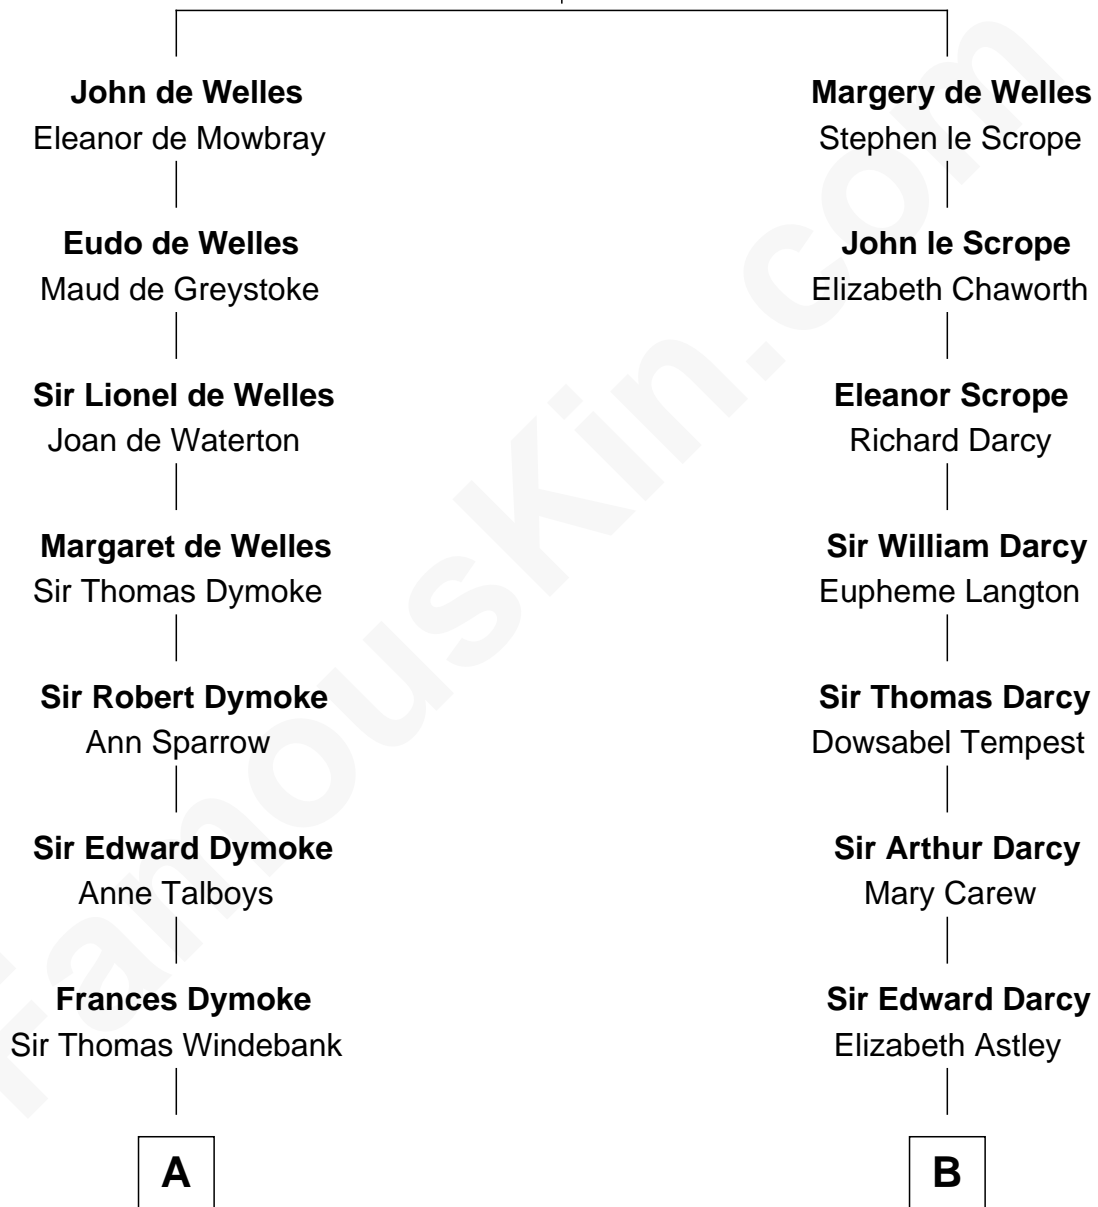 John de Welles
Eleanor de Mowbray
Eudo de Welles
Maud de Greystoke
Sir Lionel de Welles
Joan de Waterton
Margaret de Welles
Sir Thomas Dymoke
Sir Robert Dymoke
Ann Sparrow
Sir Edward Dymoke
Anne Talboys
Frances Dymoke
Sir Thomas Windebank
A
Margery de Welles
Stephen le Scrope
John le Scrope
Elizabeth Chaworth
Eleanor Scrope
Richard Darcy
Sir William Darcy
Eupheme Langton
Sir Thomas Darcy
Dowsabel Tempest
Sir Arthur Darcy
Mary Carew
Sir Edward Darcy
Elizabeth Astley
B
FamousKin.com